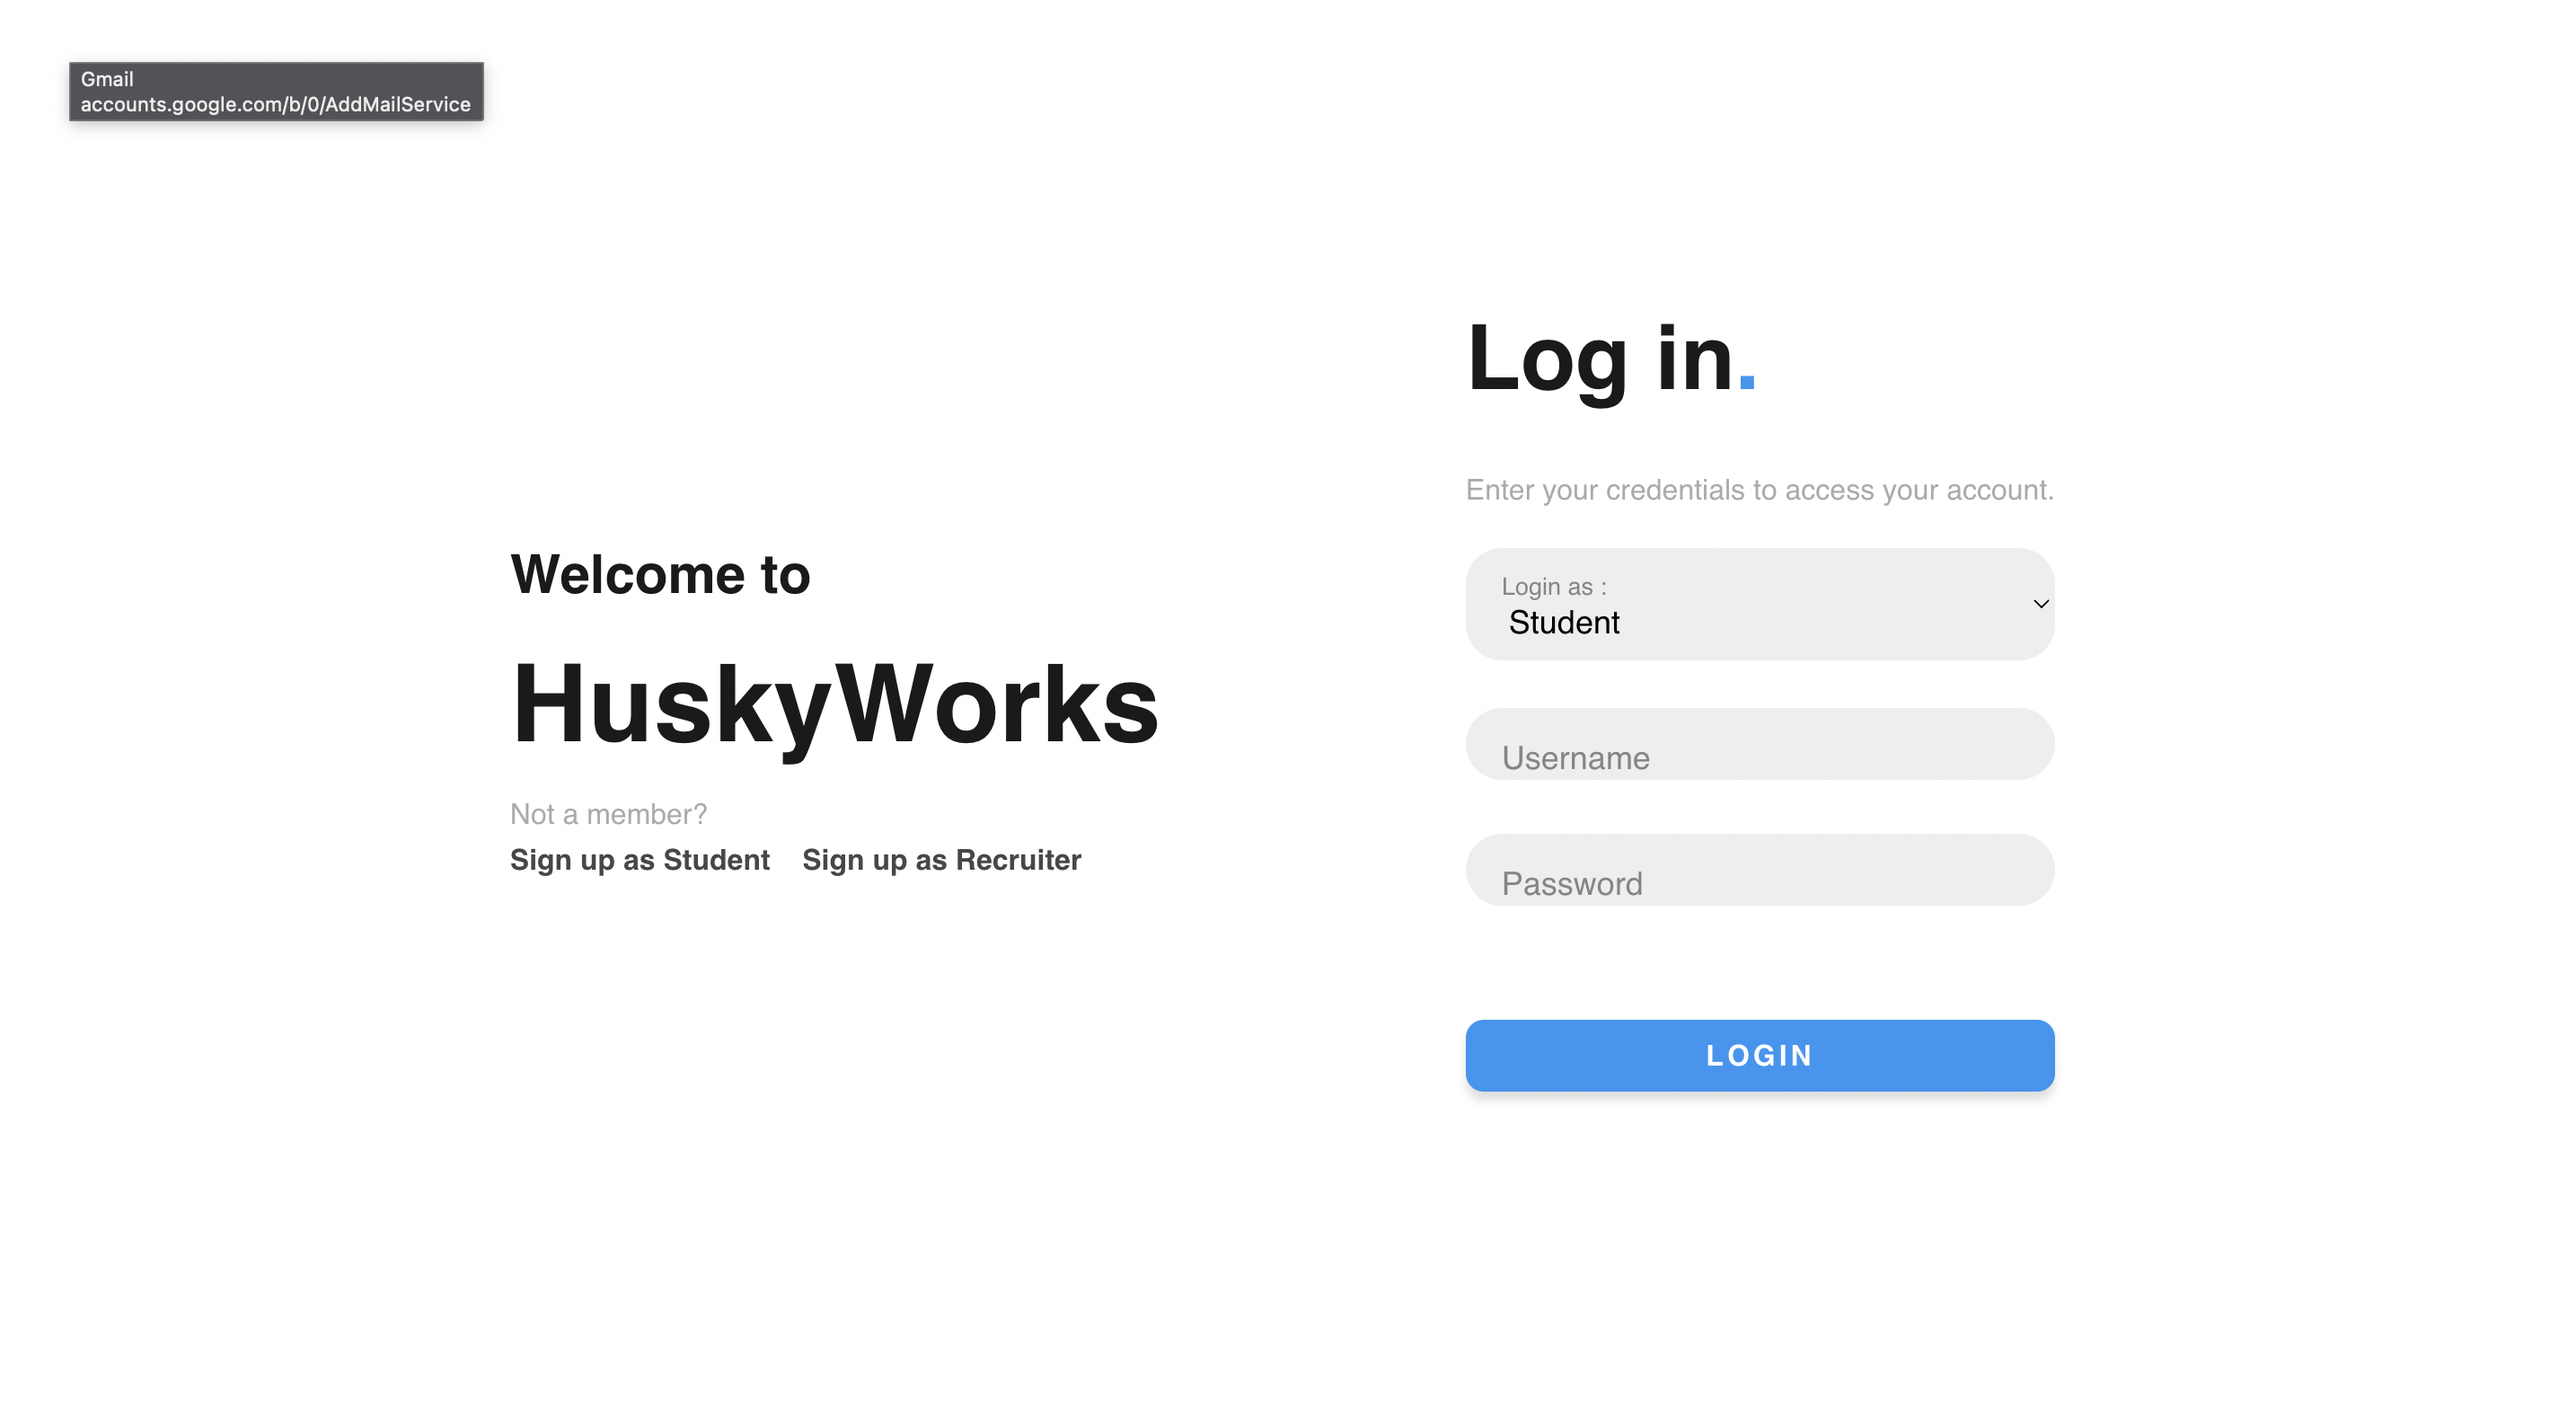 Gmail
accounts.google.com/b/0/AddMailService
Welcome to
HuskyWorks
Not a member?
Sign up as Student Sign up as Recruiter
Log in.
Enter your credentials to access your account.
Login as :
Student
Username
Password
LOGIN